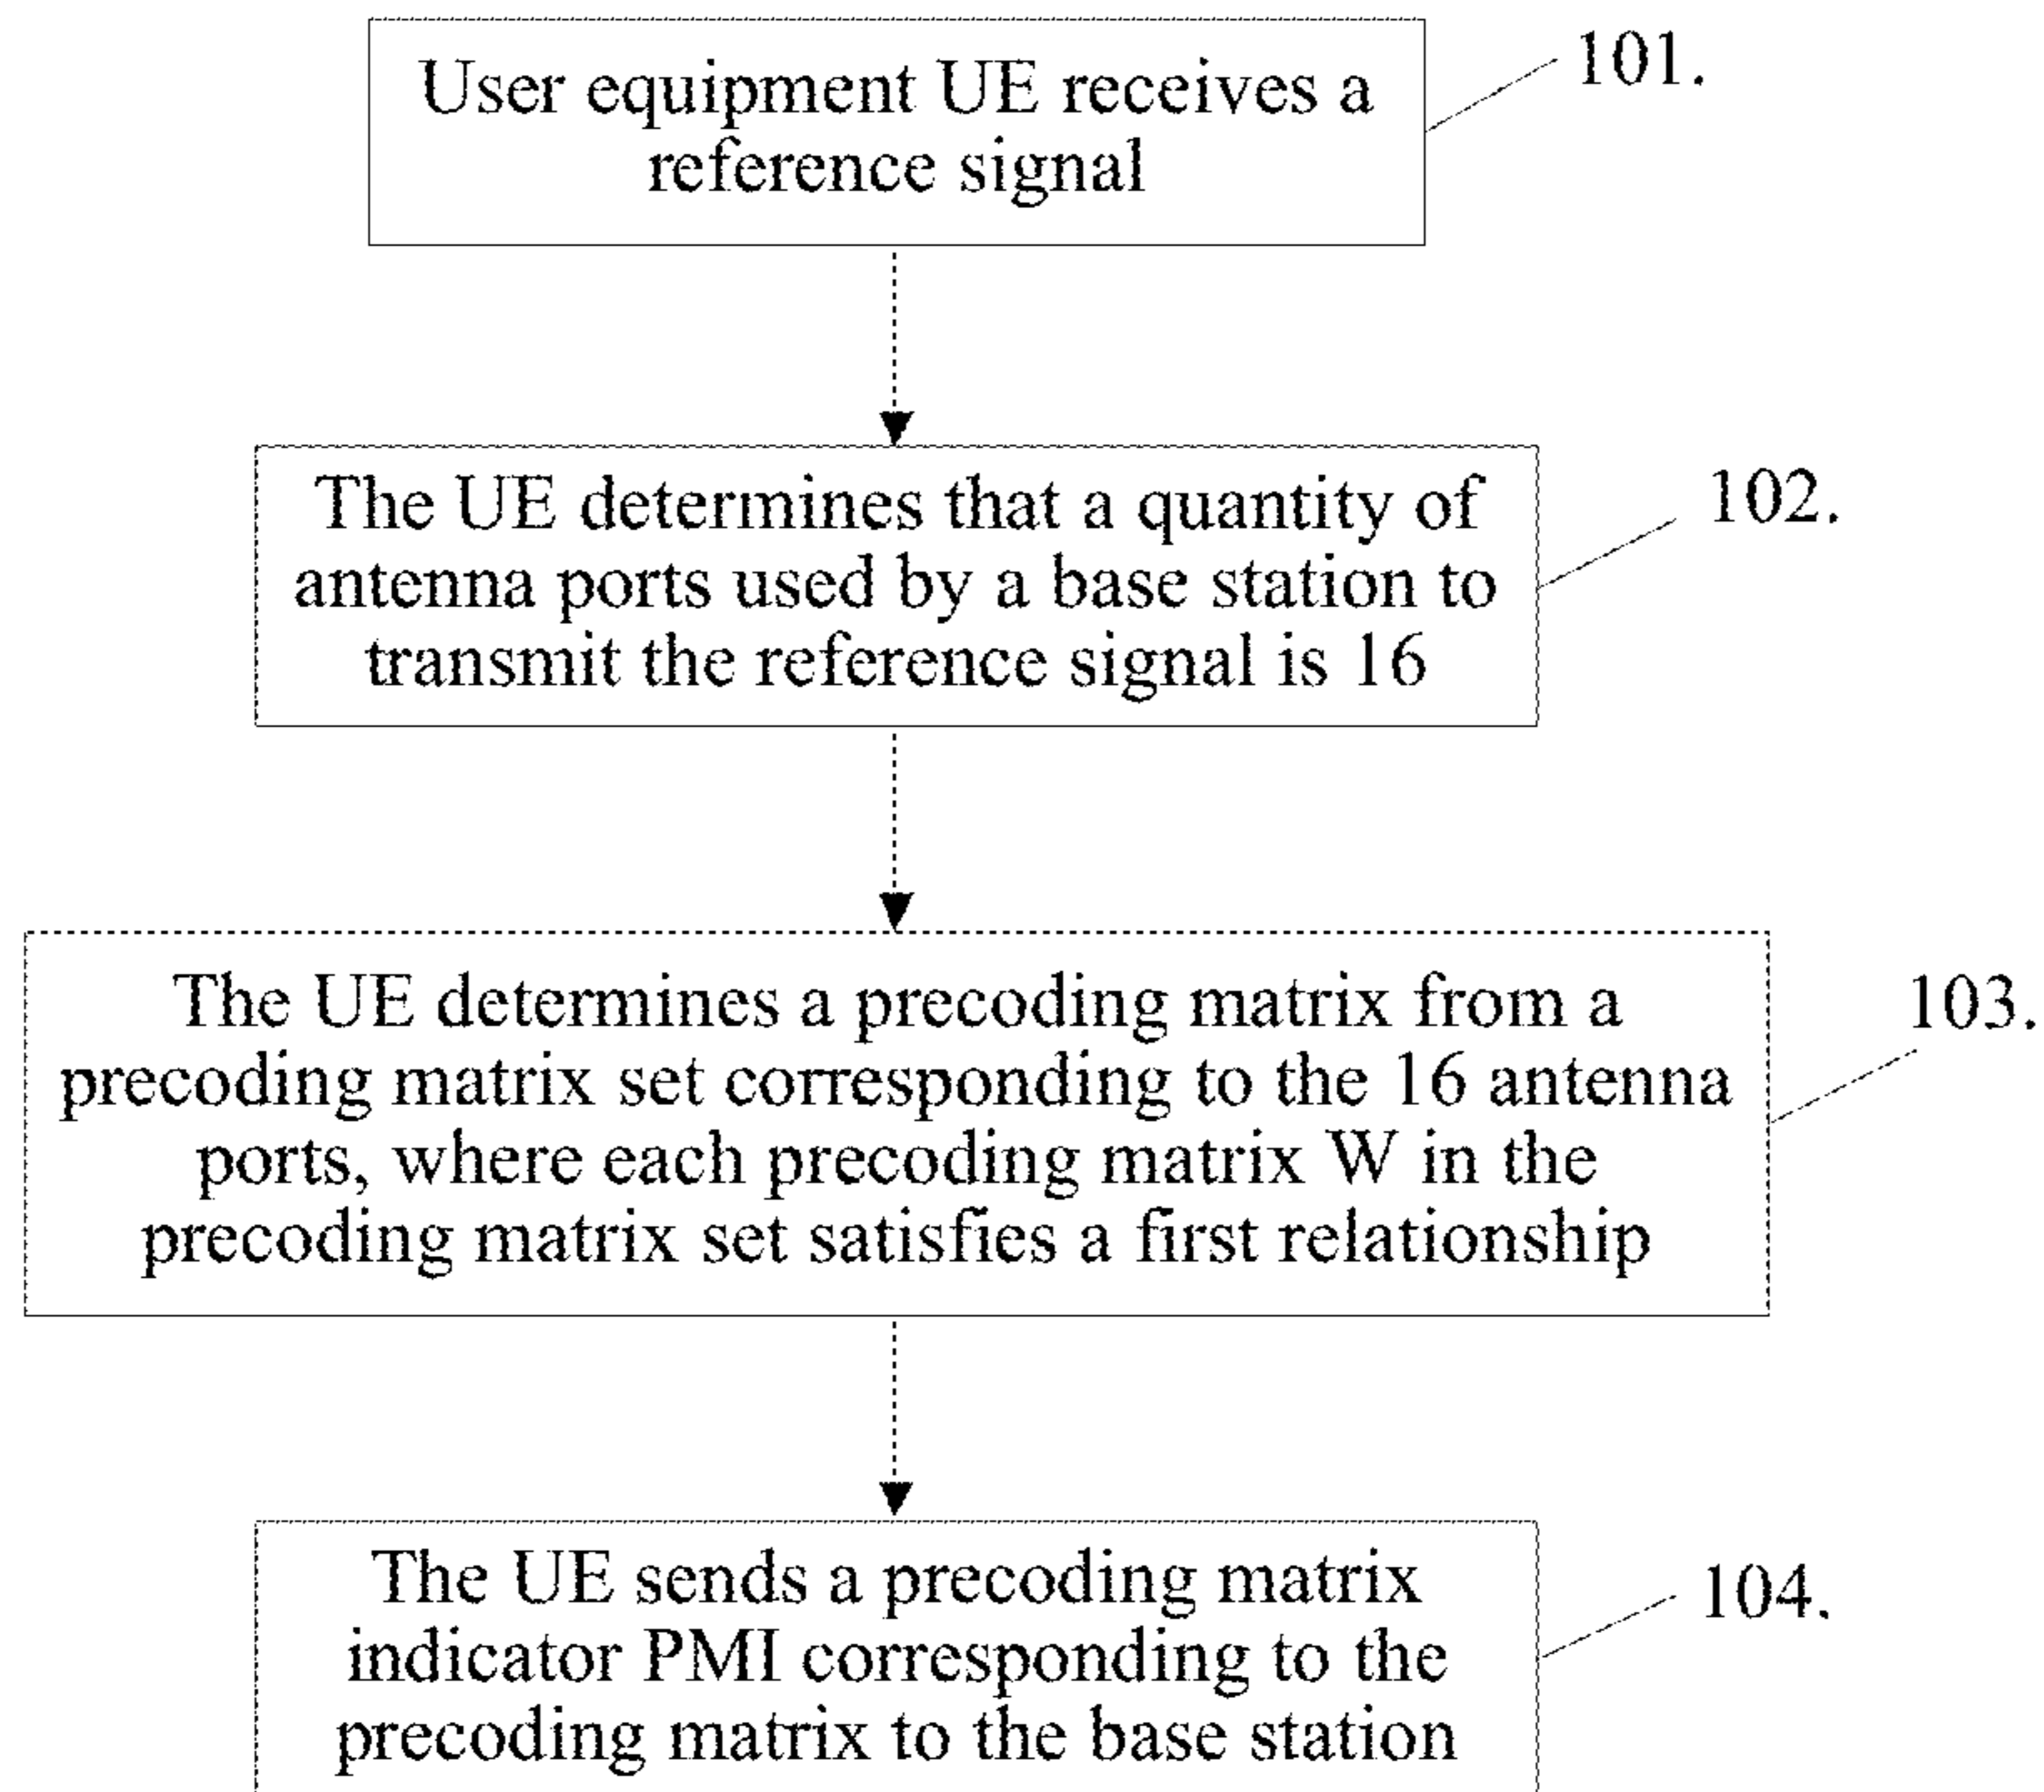 User equipment UE receives a
reference signal
101.
The UE determines that a quantity of
antenna ports used by a base station to
transmit the reference signal is 16
102.
The UE determines a precoding matrix from a
precoding matrix set corresponding to the 16 antenna
ports, where each precoding matrix W in the
precoding matrix set satisfies a first relationship
103.
The UE sends a precoding matrix
indicator PMI corresponding to the
precoding matrix to the base station
104.